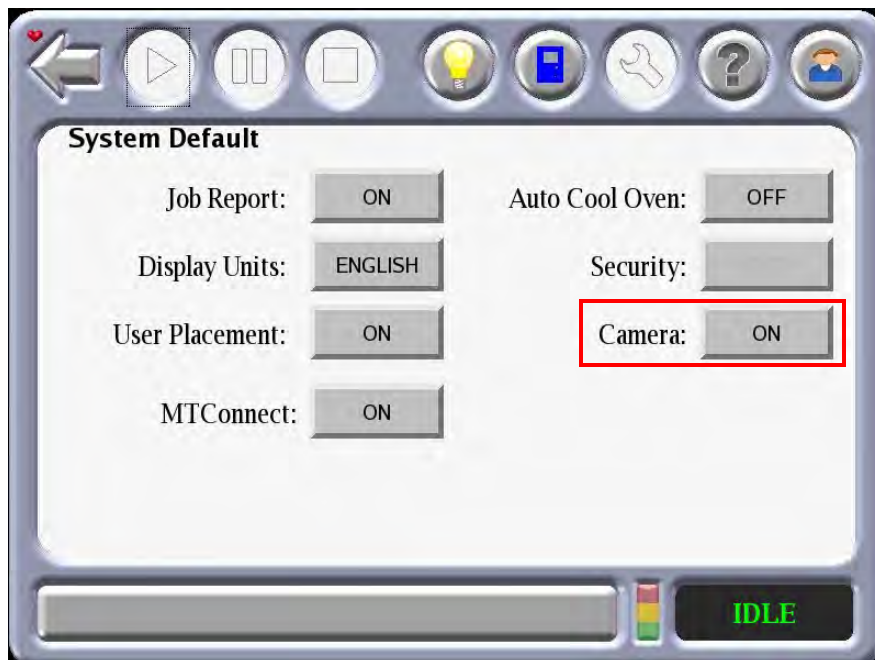 System Default
Job Report: ON Auto Cool Oven: OFF
Display Units: ENGLISH Security:
User Placement: ON Camera: ON
MTConnect: ON
IDLE